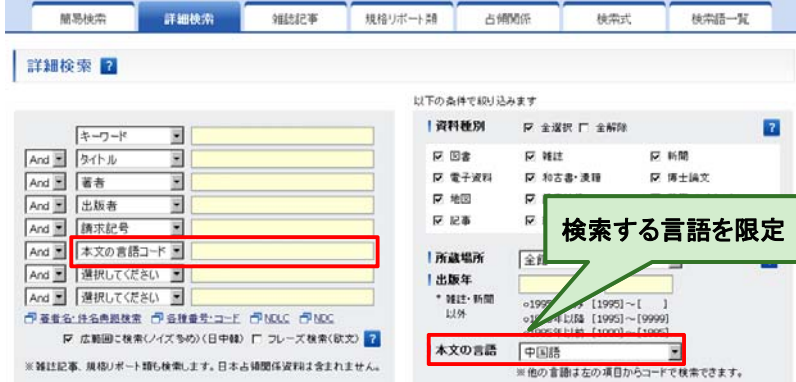 簡易検索 詳細検索 雑誌記事 規格リポート類 占領関係 検索式 検索語一覧
詳細検索 ?
キーワード
And タイトル
And 著者
And 出版者
And 請求記号
And 本文の言語コード
And 選択してください
And 選択してください
著者名・件名典拠検索 各種番号・コード NDLC NDC
広範囲に検索(ノイズ多め)(日中韓) フレーズ検索(欧文) ?
※雑誌記事、規格リポート類も検索します。日本占領関係資料は含まれません。
以下の条件で絞り込みます
資料種別 全選択 全解除 ?
図書 雑誌 新聞
電子資料 和古書・漢籍 博士論文
地図
記事
検索する言語を限定
所蔵場所
出版年
*雑誌・新聞以外
[1995]~[ ]
[1995]~[9999]
本文の言語 中国語
※他の言語は左の項目からコードで検索できます。